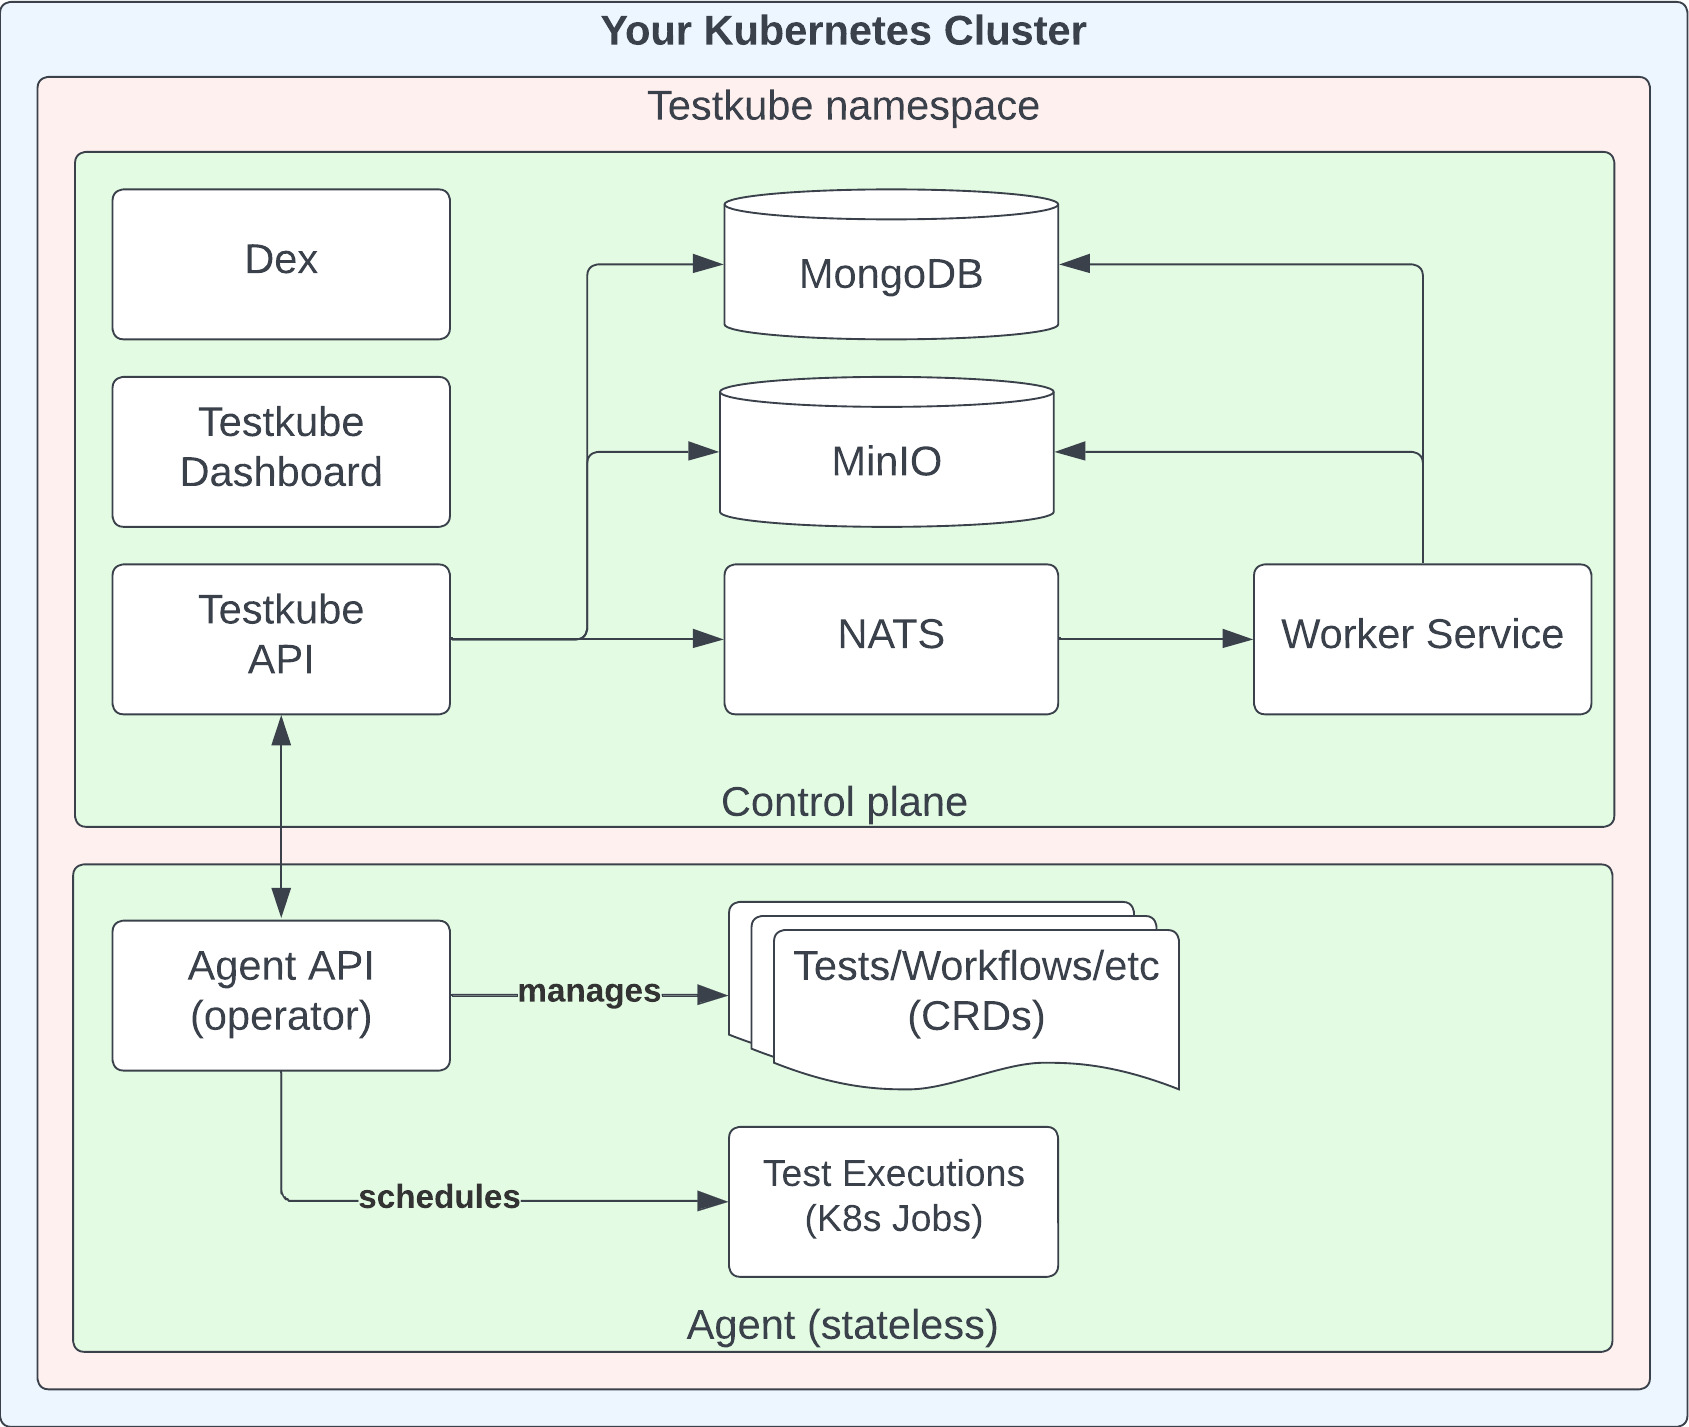 Your Kubernetes Cluster
Testkube namespace
Dex
MongoDB
Testkube
Dashboard
MinIO
Testkube
API
NATS
Worker Service
Control plane
Agent API
(operator)
manages
Tests/Workflows/etc
(CRDs)
schedules
Test Executions
(K8s Jobs)
Agent (stateless)